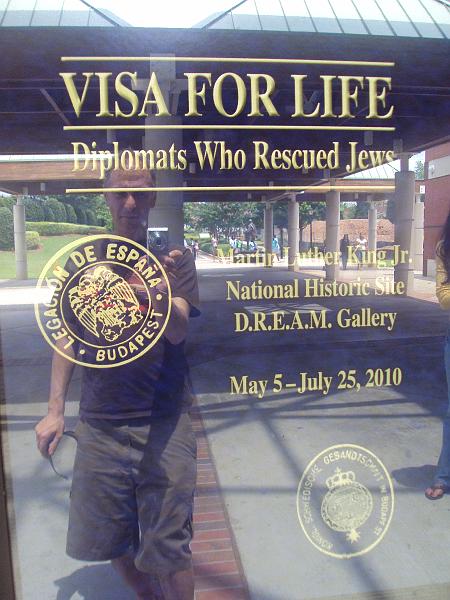 VISA FOR LIFE
Diplomats Who Rescued Jews
Martin Luther King Jr.
National Historic Site
D.R.E.A.M. Gallery
LEGACION DE ESPAÑA
• BUDAPEST •
May 5–July 25, 2010